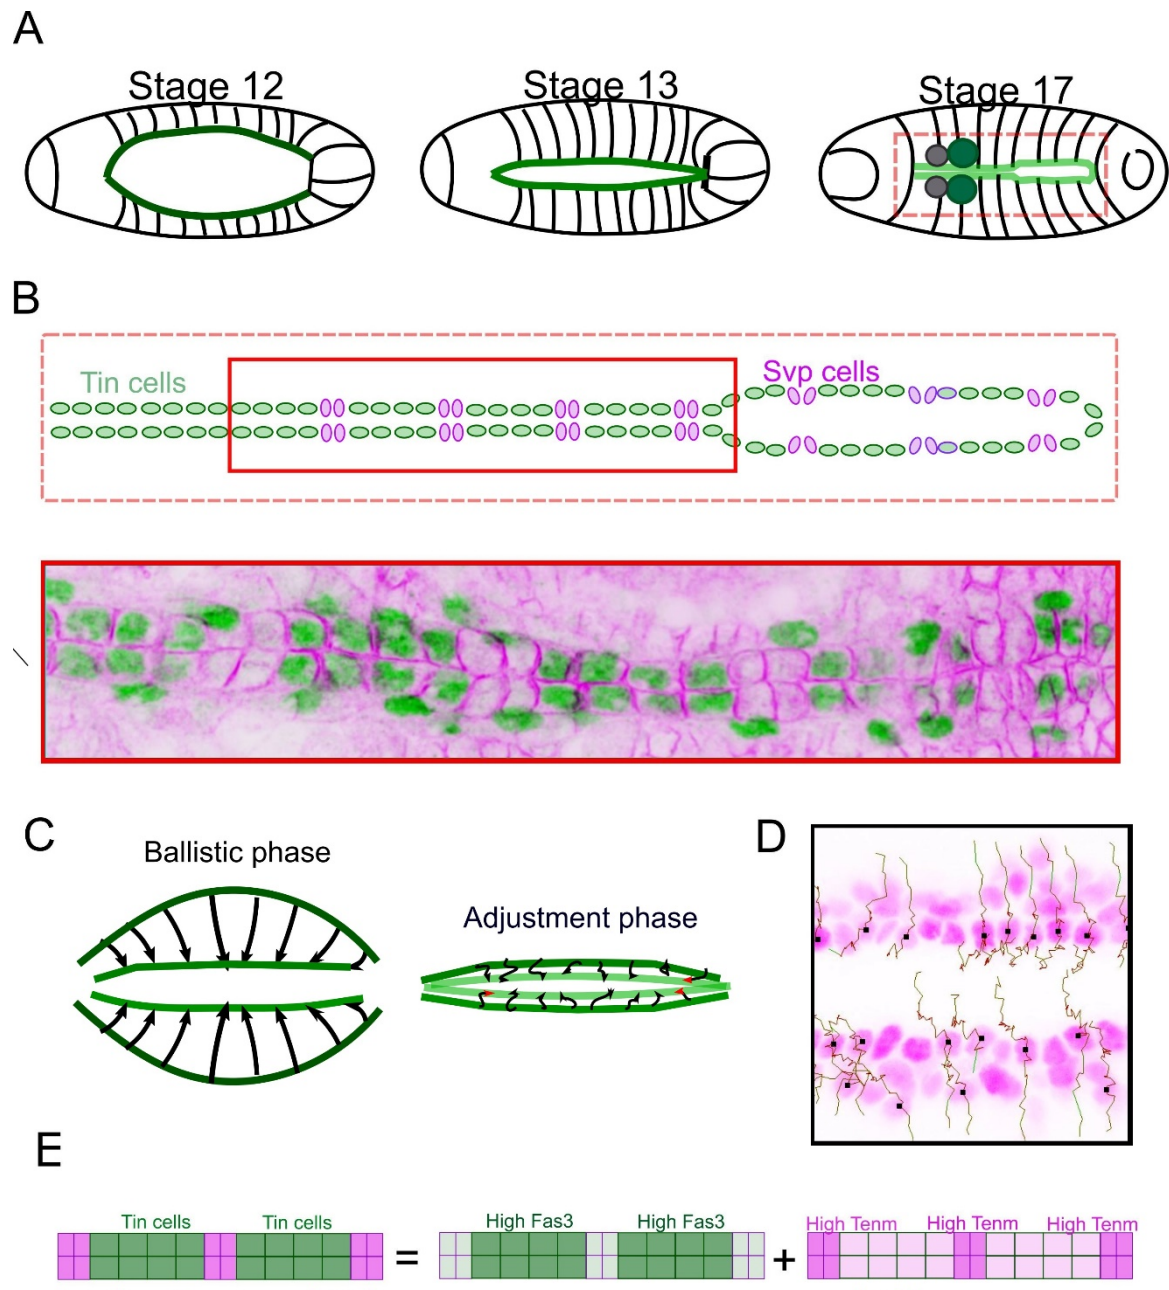 A
Stage 12
Stage 13
Stage 17
B
Tin cells
Svp cells
C
Ballistic phase
Adjustment phase
D
E
Tin cells
Tin cells
High Fas3
High Fas3
High Tenm
High Tenm
High Tenm
=
+